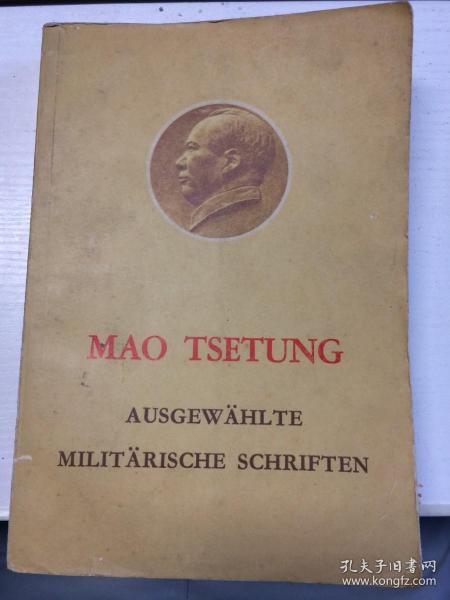 MAO TSETUNG
AUSGEWÄHLTE
MILITÄRISCHE SCHRIFTEN
孔夫子旧书网
www.kongfz.com